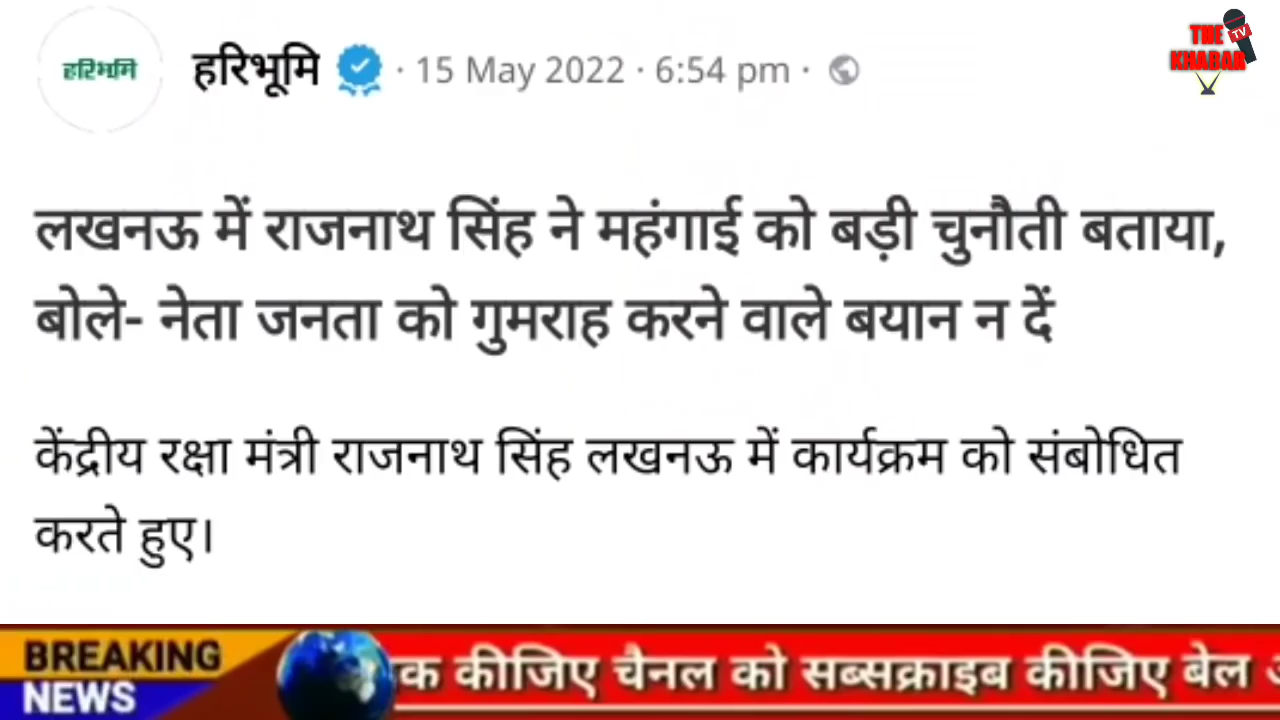 हरिभूमि
हरिभूमि · 15 May 2022 · 6:54 pm ·
THE
TV
KHABAR
लखनऊ में राजनाथ सिंह ने महंगाई को बड़ी चुनौती बताया,
बोले- नेता जनता को गुमराह करने वाले बयान न दें
केंद्रीय रक्षा मंत्री राजनाथ सिंह लखनऊ में कार्यक्रम को संबोधित
करते हुए।
BREAKING
NEWS
क कीजिए चैनल को सब्सक्राइब कीजिए बेल